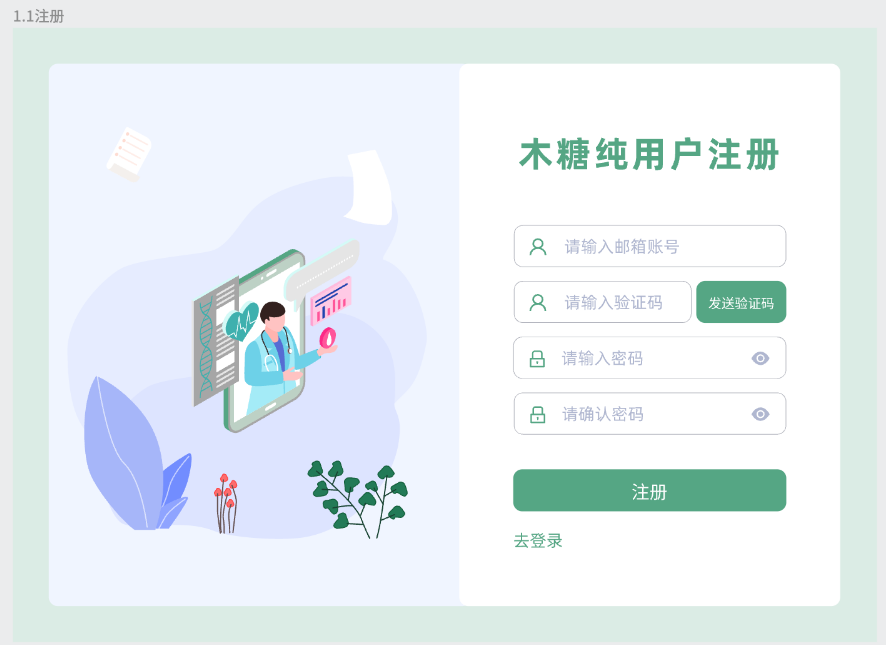 1.1注册
木糖纯用户注册
请输入邮箱账号
请输入验证码
发送验证码
请输入密码
请确认密码
注册
去登录